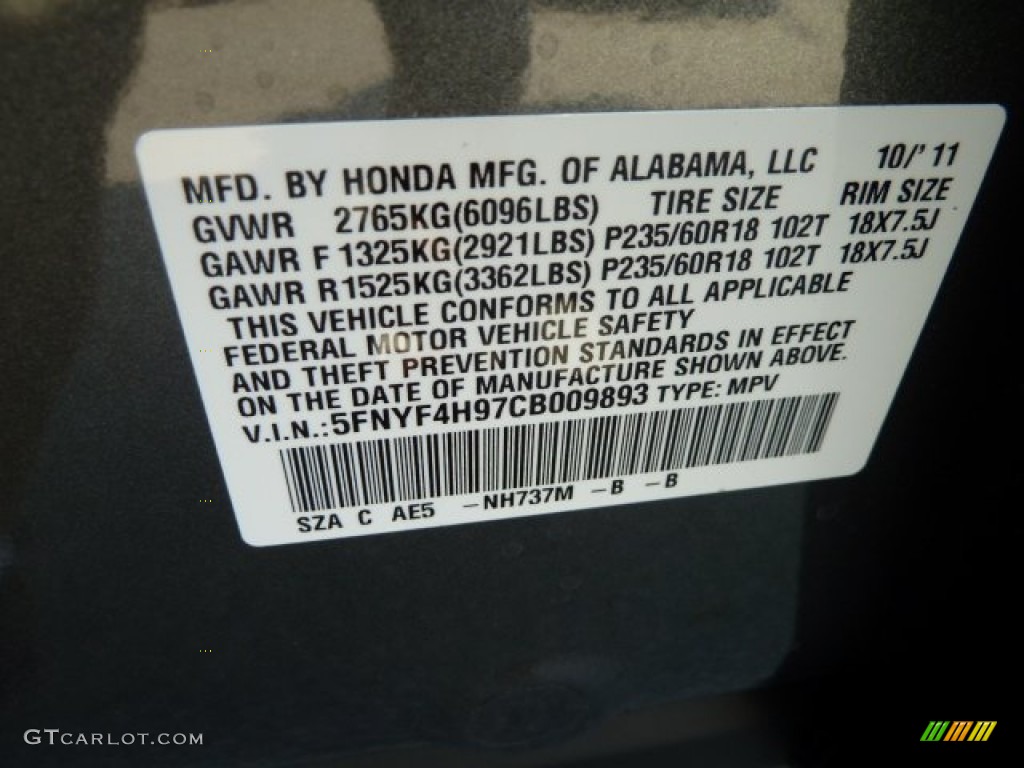 MFD. BY HONDA MFG. OF ALABAMA, LLC 10/'11
GVWR 2765KG(6096LBS) TIRE SIZE RIM SIZE
GAWR F 1325KG(2921LBS) P235/60R18 102T 18X7.5J
GAWR R1525KG(3362LBS) P235/60R18 102T 18X7.5J
THIS VEHICLE CONFORMS TO ALL APPLICABLE
FEDERAL MOTOR VEHICLE SAFETY
AND THEFT PREVENTION STANDARDS IN EFFECT
ON THE DATE OF MANUFACTURE SHOWN ABOVE.
V.I.N.:5FNYF4H97CB009893 TYPE: MPV
SZA C AE5 -NH737M -B -B
GTCARLOT.COM